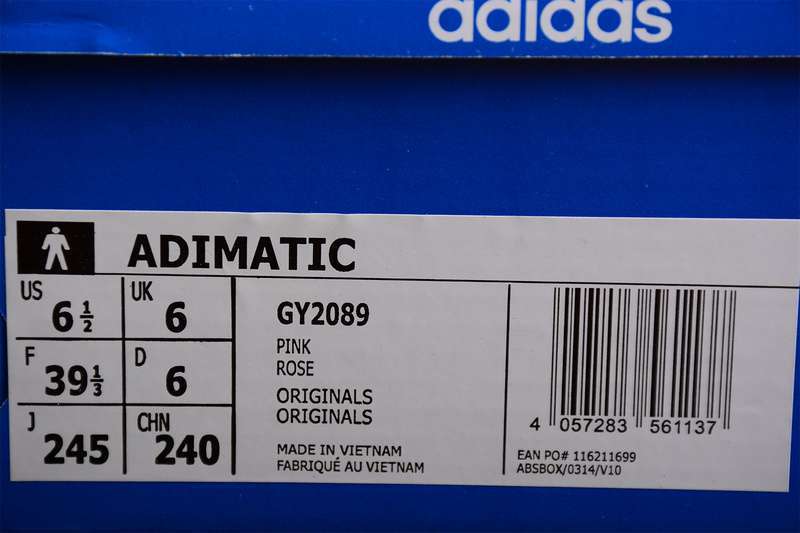 adidas
ADIMATIC
US 6 1/2 UK 6
F 39 1/3 D 6
J 245 CHN 240
GY2089
PINK
ROSE
ORIGINALS
ORIGINALS
MADE IN VIETNAM
FABRIQUÉ AU VIETNAM
4 057283 561137
EAN PO# 116211699
ABSBOX/0314/V10